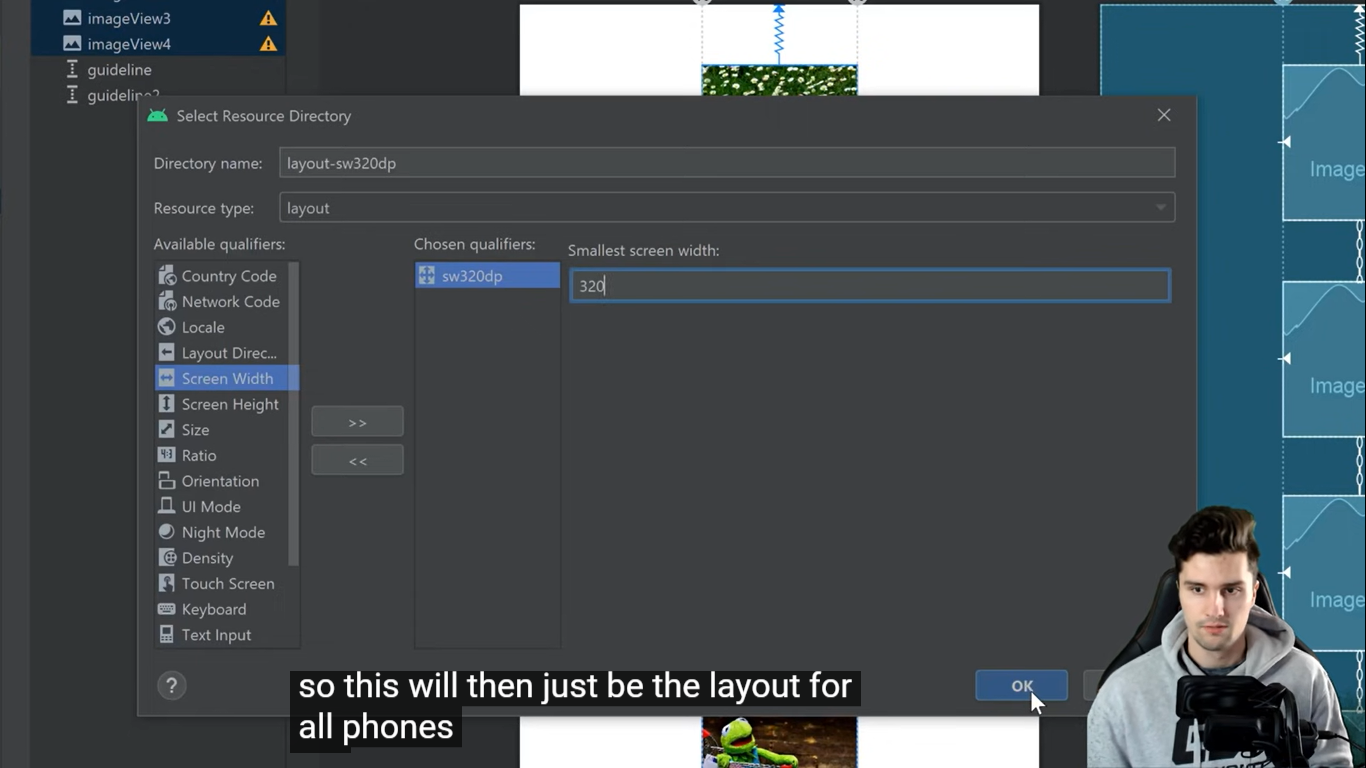 imageView3
imageView4
guideline
guideline2
Select Resource Directory
Directory name:
layout-sw320dp
Resource type:
layout
Available qualifiers:
Chosen qualifiers:
Smallest screen width:
Country Code
Network Code
Locale
Layout Direc...
Screen Width
Screen Height
Size
Ratio
Orientation
UI Mode
Night Mode
Density
Touch Screen
Keyboard
Text Input
>>
<<
sw320dp
320
Image
Image
Image
?
OK
so this will then just be the layout for
all phones